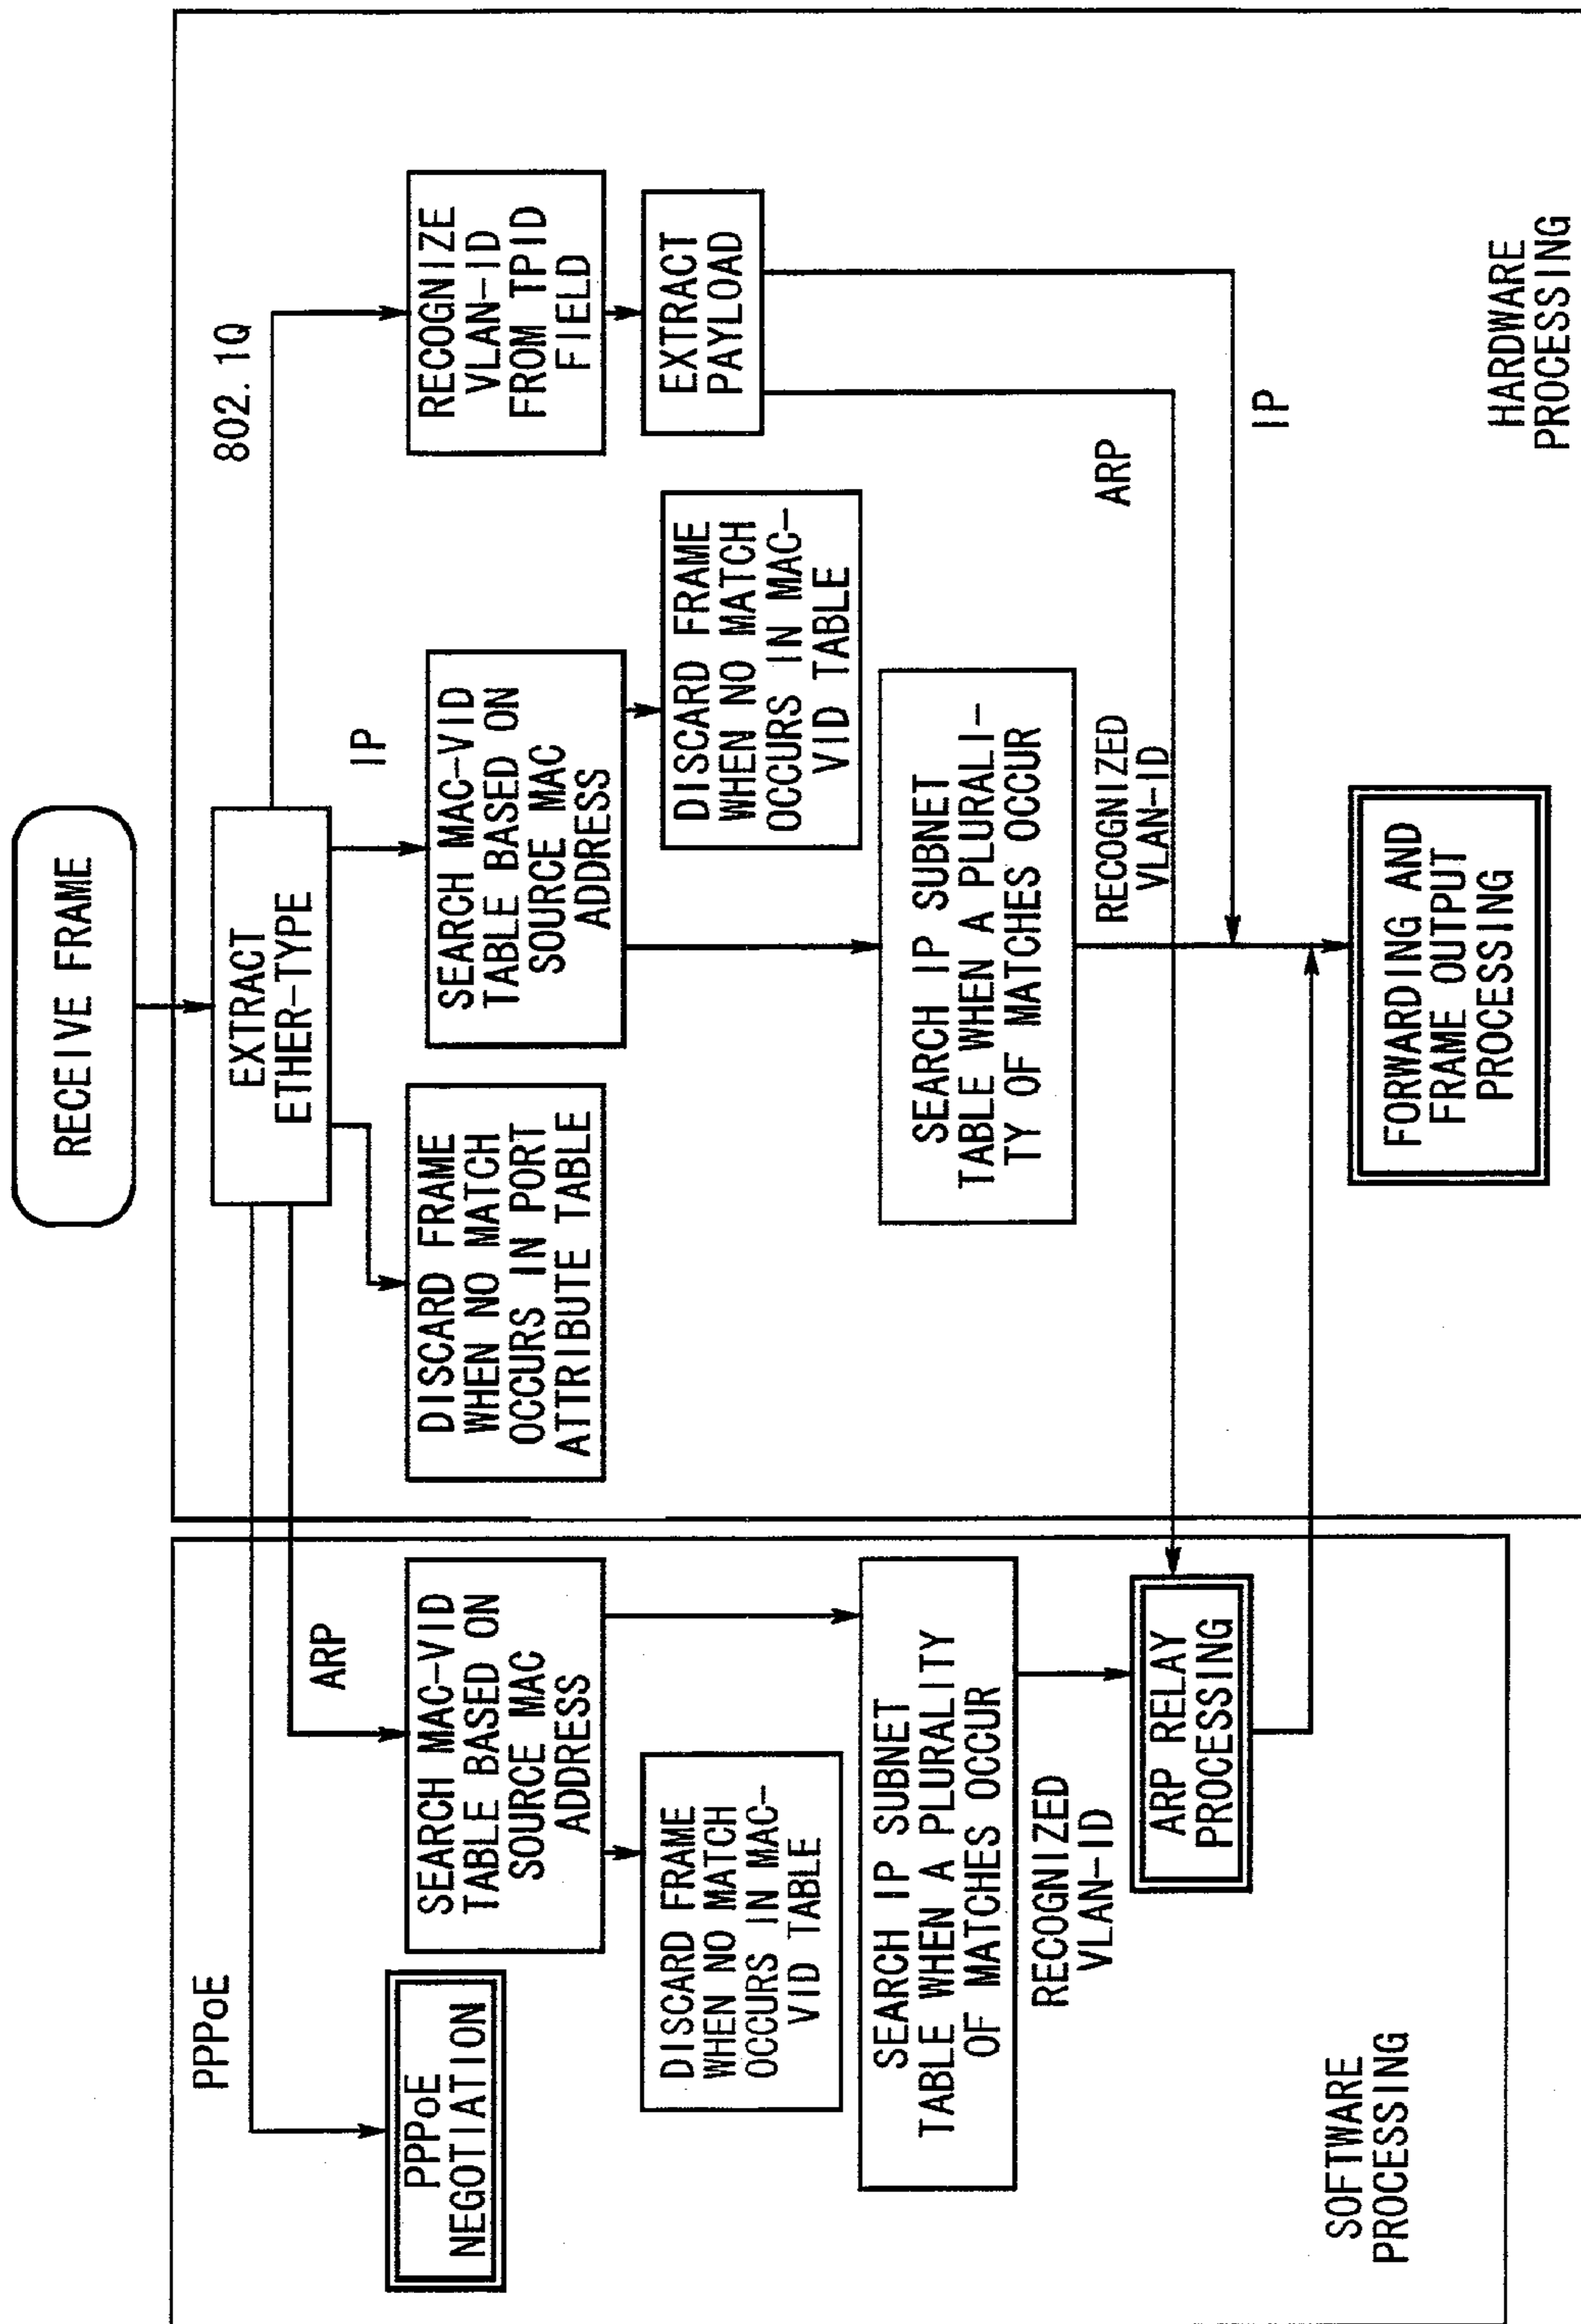 RECEIVE FRAME
EXTRACT
ETHER-TYPE
PPPoE
PPPoE
NEGOTIATION
ARP
SEARCH MAC-VID
TABLE BASED ON
SOURCE MAC
ADDRESS
DISCARD FRAME
WHEN NO MATCH
OCCURS IN MAC-
VID TABLE
SEARCH IP SUBNET
TABLE WHEN A PLURALITY
OF MATCHES OCCUR
RECOGNIZED
VLAN-ID
ARP RELAY
PROCESSING
SOFTWARE
PROCESSING
DISCARD FRAME
WHEN NO MATCH
OCCURS IN PORT
ATTRIBUTE TABLE
IP
SEARCH MAC-VID
TABLE BASED ON
SOURCE MAC
ADDRESS
DISCARD FRAME
WHEN NO MATCH
OCCURS IN MAC-
VID TABLE
SEARCH IP SUBNET
TABLE WHEN A PLURALI-
TY OF MATCHES OCCUR
RECOGNIZED
VLAN-ID
802. 1Q
RECOGNIZE
VLAN-ID
FROM TPID
FIELD
EXTRACT
PAYLOAD
ARP
IP
FORWARDING AND
FRAME OUTPUT
PROCESSING
HARDWARE
PROCESSING